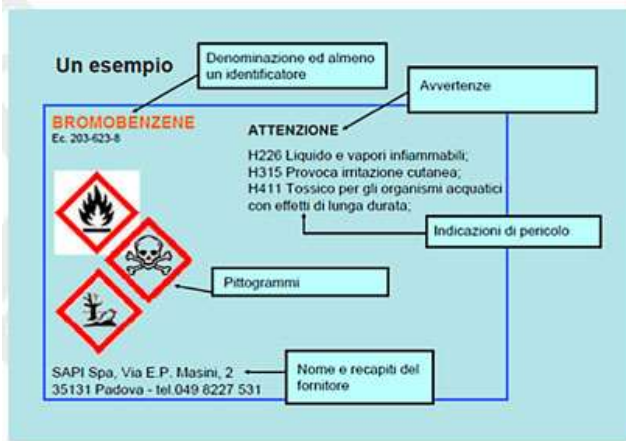 Un esempio
Denominazione ed almeno
un identificatore
Avvertenze
BROMOBENZENE
Ec. 203-623-8
ATTENZIONE
H226 Liquido e vapori infiammabili;
H315 Provoca irritazione cutanea;
H411 Tossico per gli organismi acquatici
con effetti di lunga durata;
Indicazioni di pericolo
Pittogrammi
SAPI Spa, Via E.P. Masini, 2
35131 Padova - tel.049 8227 531
Nome e recapiti del
fornitore